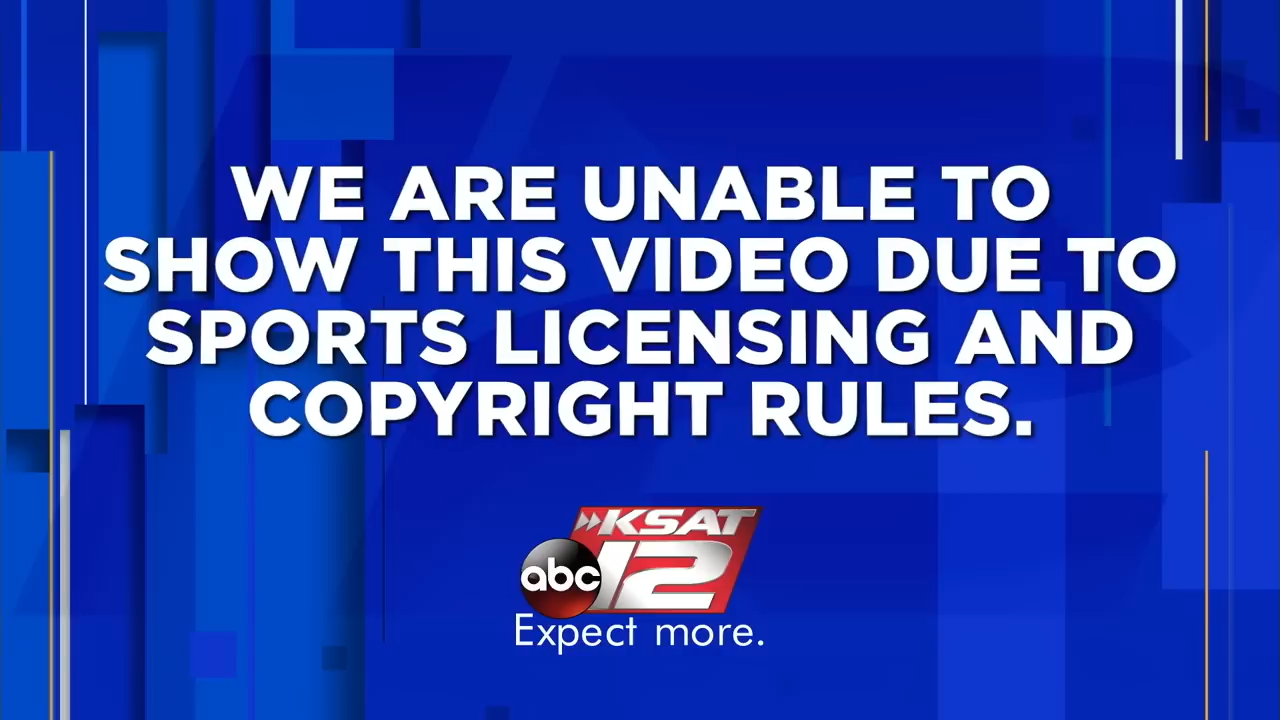 WE ARE UNABLE TO
SHOW THIS VIDEO DUE TO
SPORTS LICENSING AND
COPYRIGHT RULES.
KSAT
abc 12
Expect more.